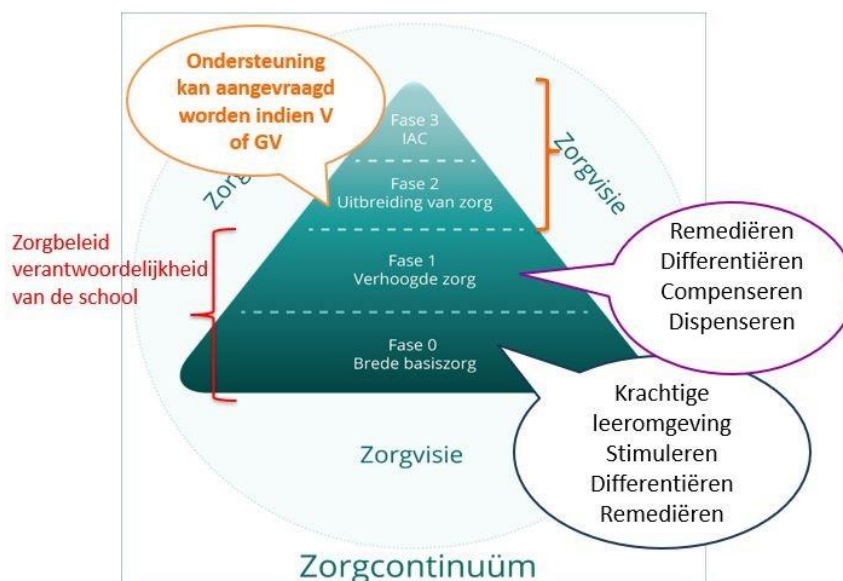 Ondersteuning
kan aangevraagd
worden indien V
of GV
Fase 3
IAC
Zorgvisie
Fase 2
Uitbreiding van zorg
Zorgbeleid
verantwoordelijkheid
van de school
Fase 1
Verhoogde zorg
Remediëren
Differentiëren
Compenseren
Dispenseren
Fase 0
Brede basiszorg
Krachtige
leeromgeving
Stimuleren
Differentiëren
Remediëren
Zorgvisie
Zorgcontinuüm